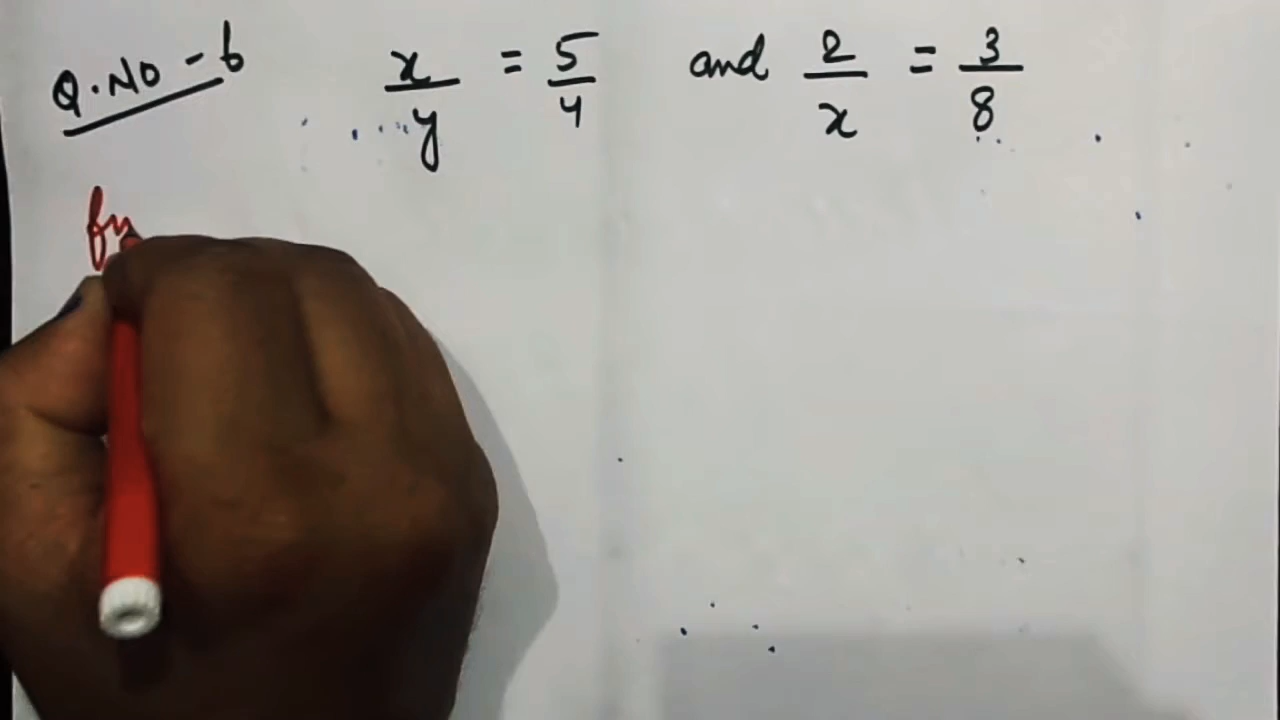 Q.NO - 6 x/y = 5/4 and 2/x = 3/8